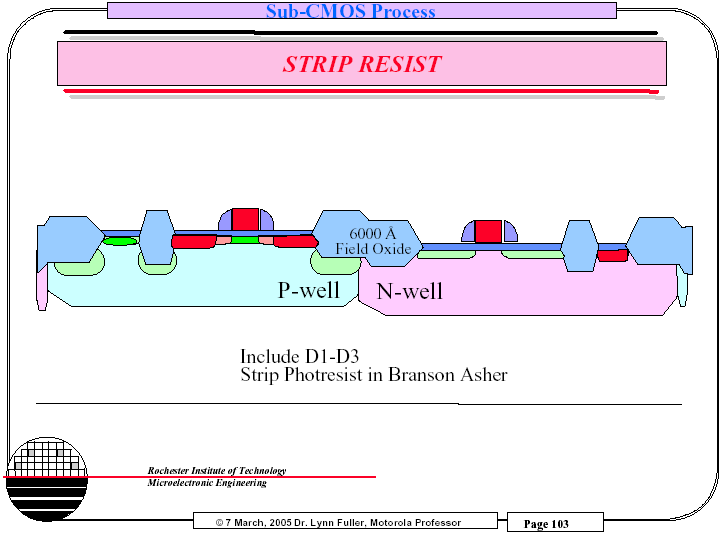 Sub-CMOS Process
STRIP RESIST
6000 Å
Field Oxide
P-well
N-well
Include D1-D3
Strip Photresist in Branson Asher
Rochester Institute of Technology
Microelectronic Engineering
© 7 March, 2005 Dr. Lynn Fuller, Motorola Professor
Page 103